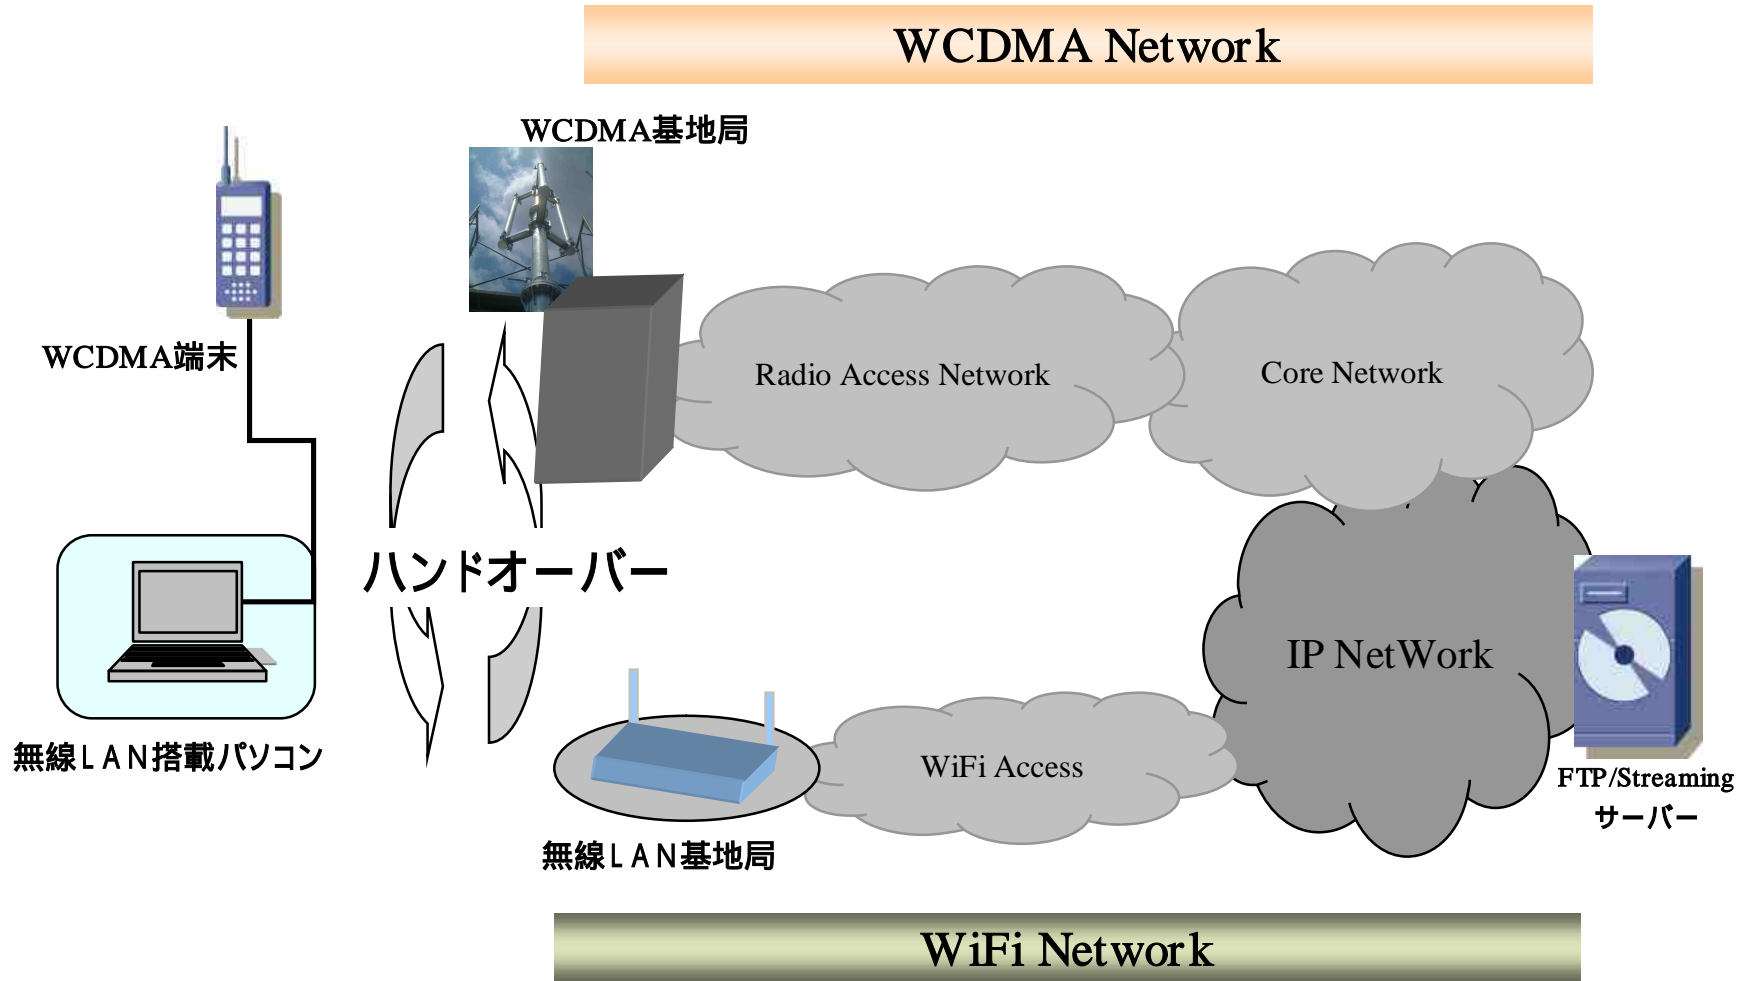 WCDMA Network
WCDMA基地局
WCDMA端末
Radio Access Network
Core Network
ハンドオーバー
IP NetWork
無線LAN搭載パソコン
WiFi Access
FTP/Streaming
サーバー
無線LAN基地局
WiFi Network